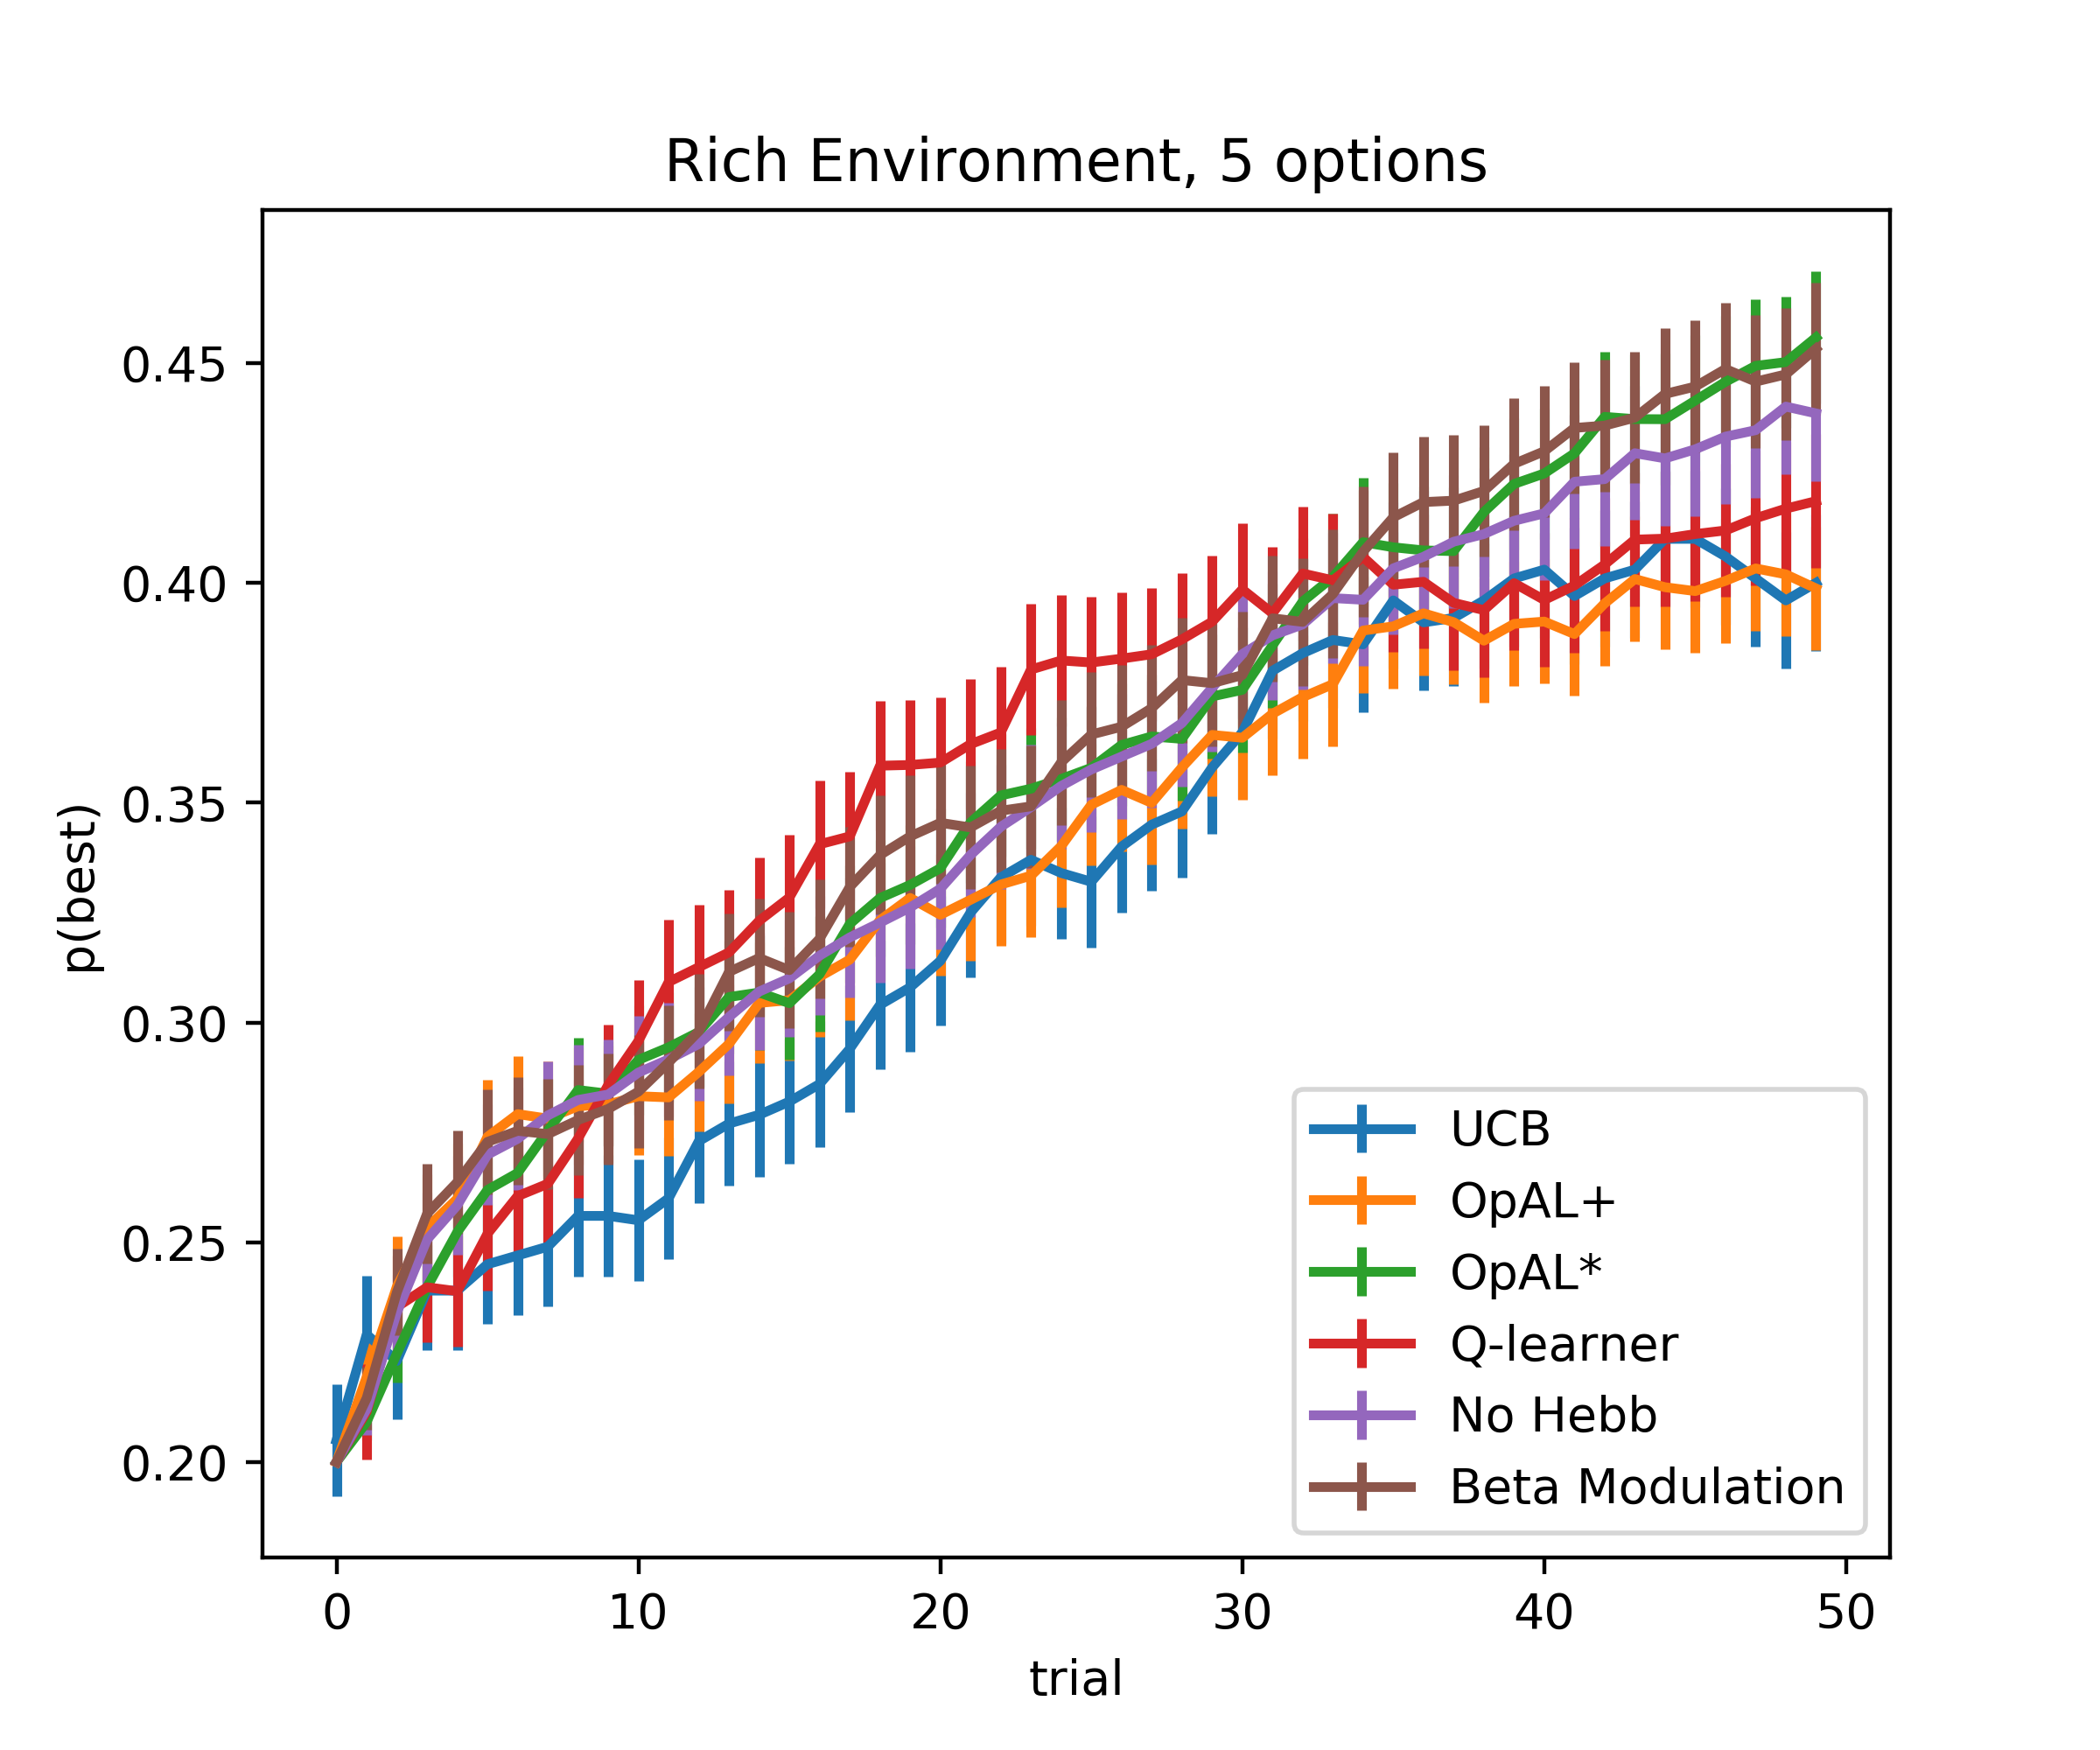 Rich Environment, 5 options
p(best)
0.45
0.40
0.35
0.30
0.25
0.20
UCB
OpAL+
OpAL*
Q-learner
No Hebb
Beta Modulation
0 10 20 30 40 50
trial